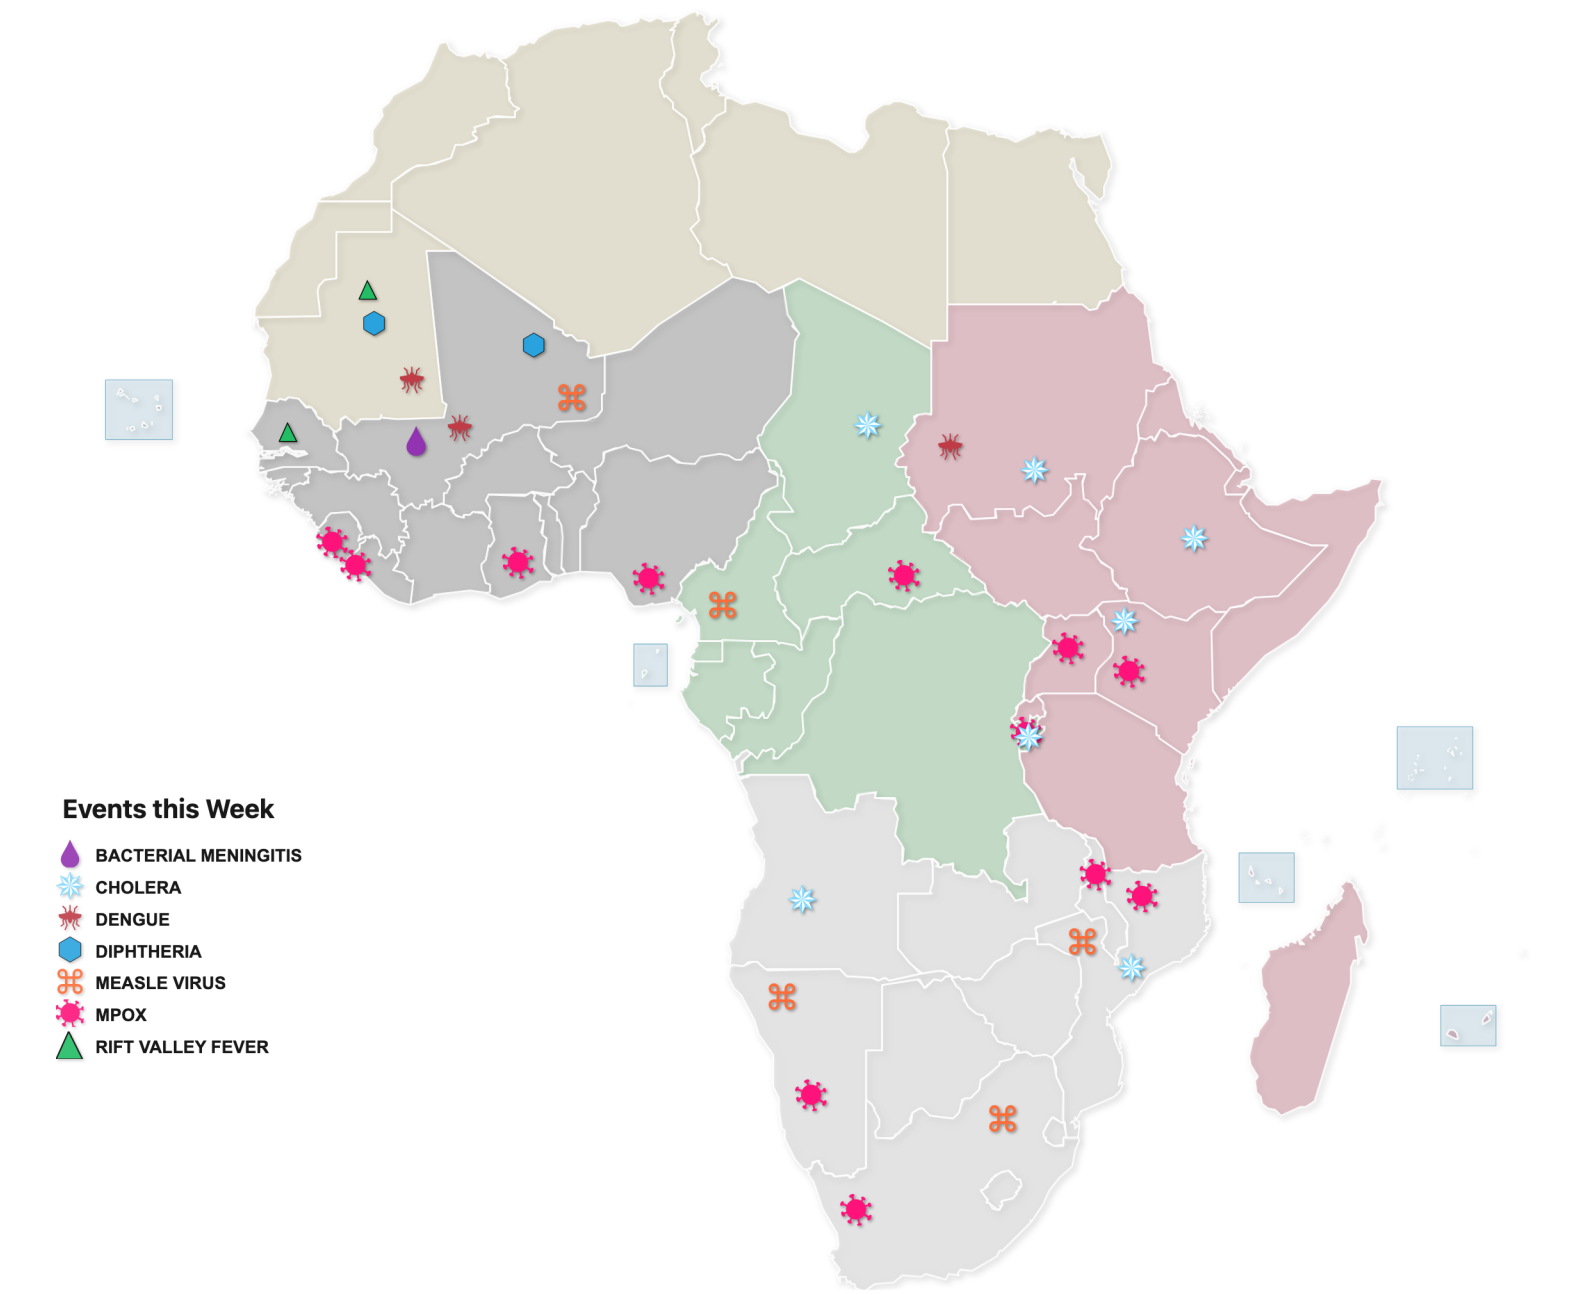 Events this Week
BACTERIAL MENINGITIS
CHOLERA
DENGUE
DIPHTHERIA
MEASLE VIRUS
MPOX
RIFT VALLEY FEVER